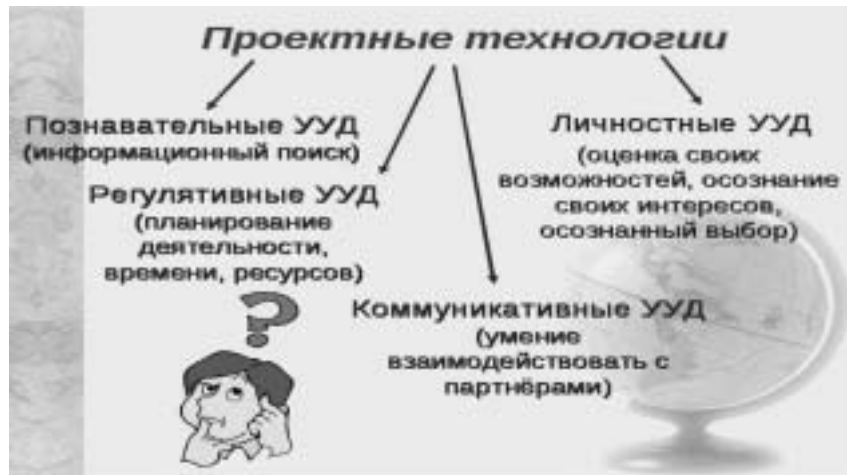 Проектные технологии
Познавательные УУД
(информационный поиск)
Регулятивные УУД
(планирование
деятельности,
времени, ресурсов)
Коммуникативные УУД
(умение
взаимодействовать с
партнёрами)
Личностные УУД
(оценка своих
возможностей, осознание
своих интересов,
осознанный выбор)
?